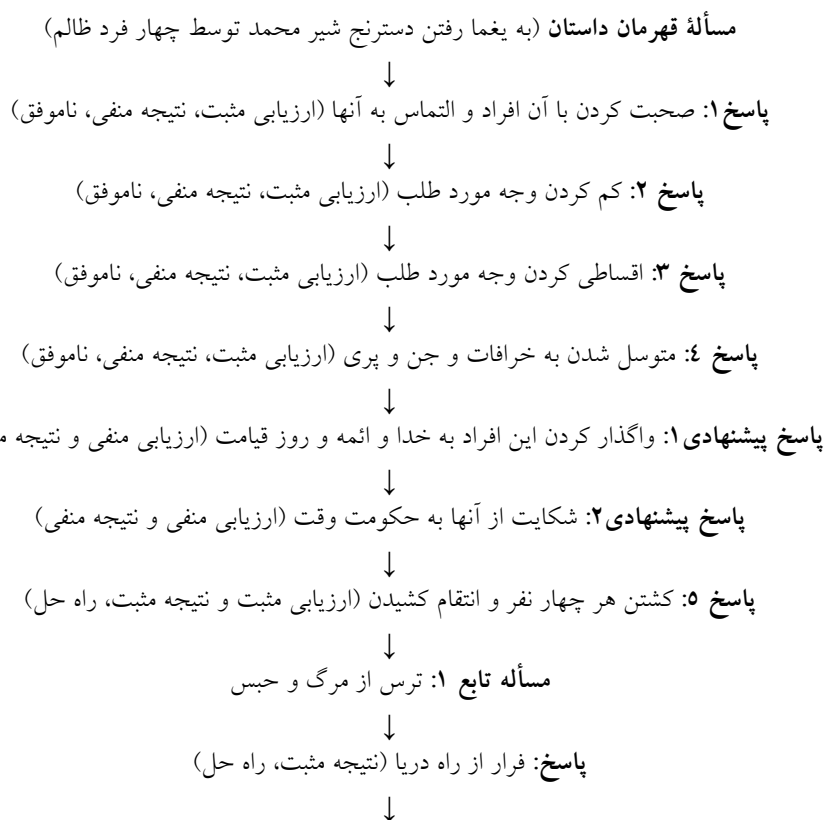 مسألهٔ قهرمان داستان (به یغما رفتن دسترنج شیر محمد توسط چهار فرد ظالم)
↓
پاسخ۱: صحبت کردن با آن افراد و التماس به آنها (ارزیابی مثبت، نتیجه منفی، ناموفق)
↓
پاسخ ۲: کم کردن وجه مورد طلب (ارزیابی مثبت، نتیجه منفی، ناموفق)
↓
پاسخ ۳: اقساطی کردن وجه مورد طلب (ارزیابی مثبت، نتیجه منفی، ناموفق)
↓
پاسخ ٤: متوسل شدن به خرافات و جن و پری (ارزیابی مثبت، نتیجه منفی، ناموفق)
↓
پاسخ پیشنهادی۱: واگذار کردن این افراد به خدا و ائمه و روز قیامت (ارزیابی منفی و نتیجه
↓
پاسخ پیشنهادی۲: شکایت از آنها به حکومت وقت (ارزیابی منفی و نتیجه منفی)
↓
پاسخ ٥: کشتن هر چهار نفر و انتقام کشیدن (ارزیابی مثبت و نتیجه مثبت، راه حل)
↓
مسأله تابع ۱: ترس از مرگ و حبس
↓
پاسخ: فرار از راه دریا (نتیجه مثبت، راه حل)
↓